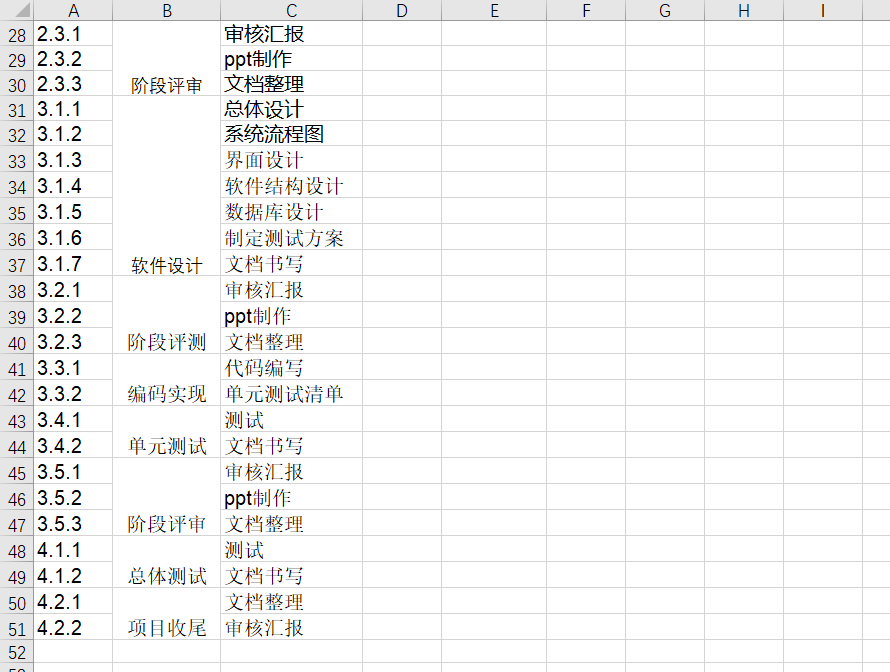 A B C D E F G H I
28 2.3.1 审核汇报
29 2.3.2 ppt制作
30 2.3.3 阶段评审 文档整理
31 3.1.1 总体设计
32 3.1.2 系统流程图
33 3.1.3 界面设计
34 3.1.4 软件结构设计
35 3.1.5 数据库设计
36 3.1.6 制定测试方案
37 3.1.7 软件设计 文档书写
38 3.2.1 审核汇报
39 3.2.2 ppt制作
40 3.2.3 阶段评测 文档整理
41 3.3.1 代码编写
42 3.3.2 编码实现 单元测试清单
43 3.4.1 测试
44 3.4.2 单元测试 文档书写
45 3.5.1 审核汇报
46 3.5.2 ppt制作
47 3.5.3 阶段评审 文档整理
48 4.1.1 测试
49 4.1.2 总体测试 文档书写
50 4.2.1 文档整理
51 4.2.2 项目收尾 审核汇报
52